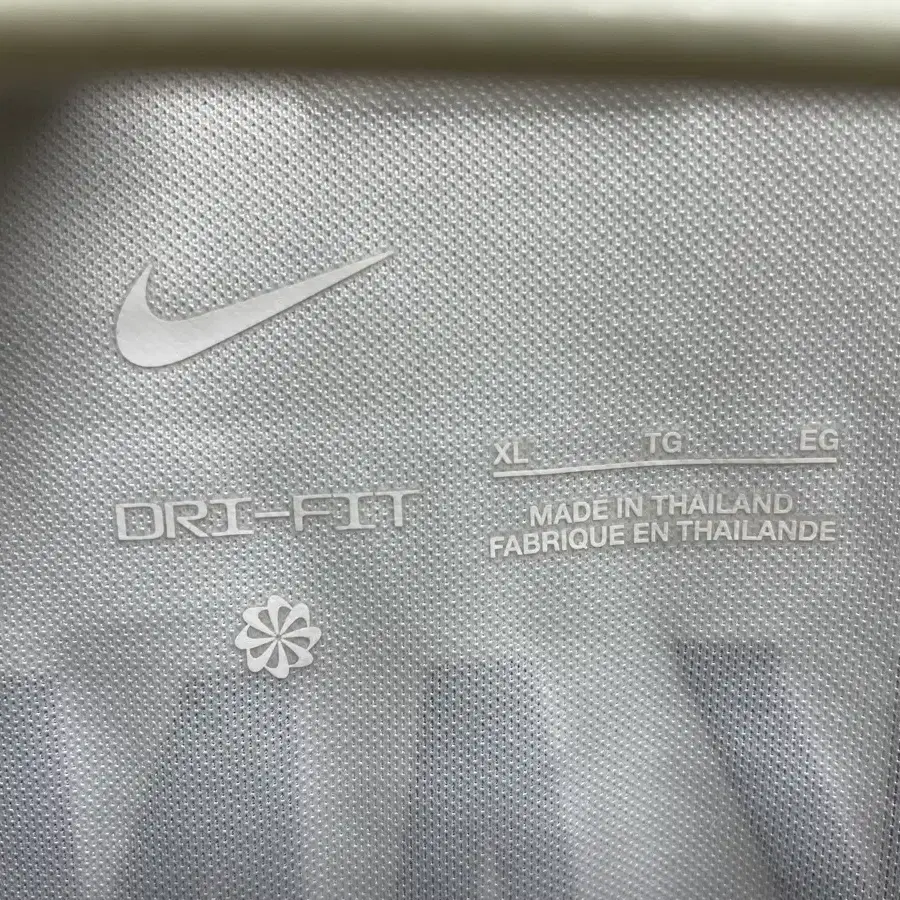 XL TG EG
DRI-FIT
MADE IN THAILAND
FABRIQUE EN THAILANDE